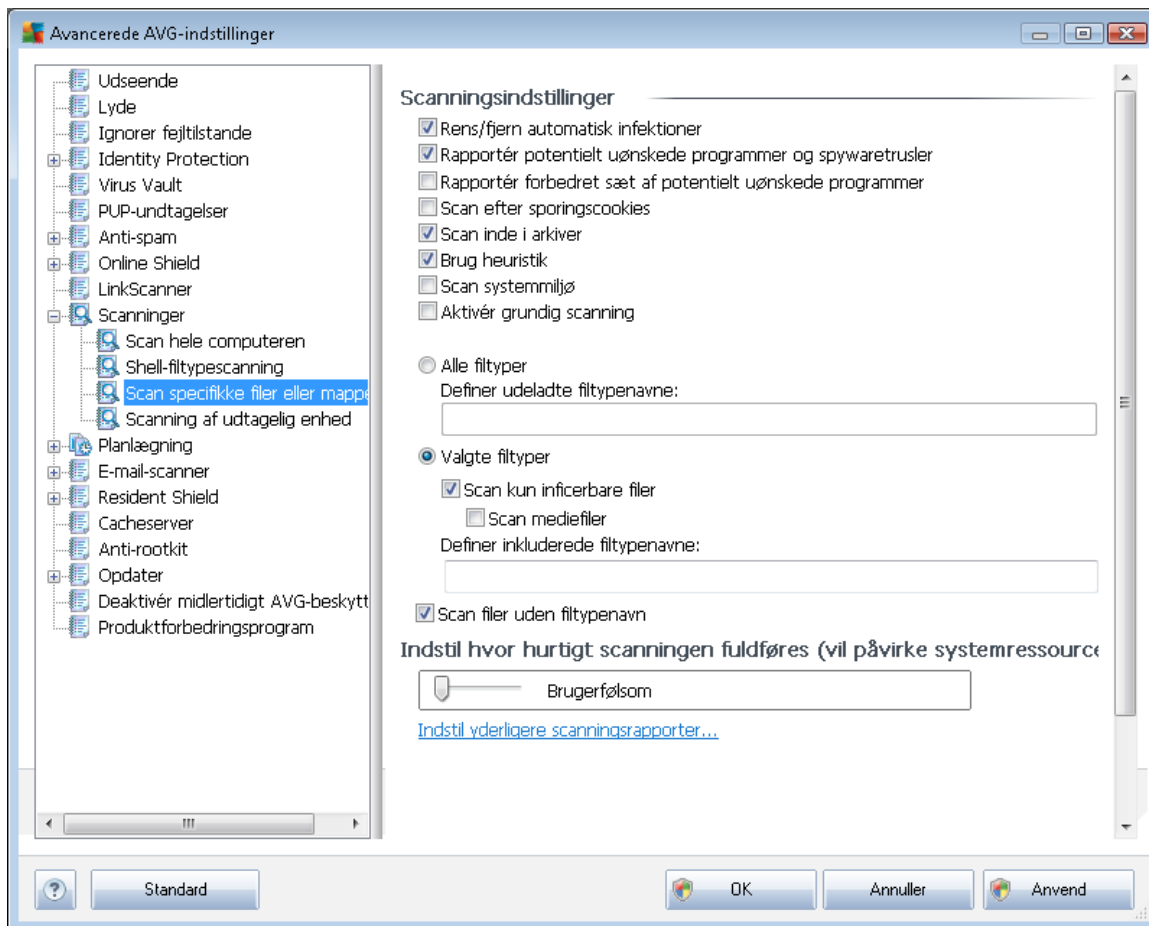 Avancerede AVG-indstillinger
Udseende
Lyde
Ignorer fejltilstande
Identity Protection
Virus Vault
PUP-undtagelser
Anti-spam
Online Shield
LinkScanner
Scanninger
Scan hele computeren
Shell-filtypescanning
Scan specifikke filer eller mappe
Scanning af udtagelig enhed
Planlægning
E-mail-scanner
Resident Shield
Cacheserver
Anti-rootkit
Opdater
Deaktivér midlertidigt AVG-beskytt
Produktforbedringsprogram
Scanningsindstillinger
Rens/fjern automatisk infektioner
Rapportér potentielt uønskede programmer og spywaretrusler
Rapportér forbedret sæt af potentielt uønskede programmer
Scan efter sporingscookies
Scan inde i arkiver
Brug heuristik
Scan systemmiljø
Aktivér grundig scanning
Alle filtyper
Definer udeladte filtypenavne:
Valgte filtyper
Scan kun inficerbare filer
Scan mediefiler
Definer inkluderede filtypenavne:
Scan filer uden filtypenavn
Indstil hvor hurtigt scanningen fuldføres (vil påvirke systemressource
Brugerfølsom
Indstil yderligere scanningsrapporter...
? Standard OK Annuller Anvend